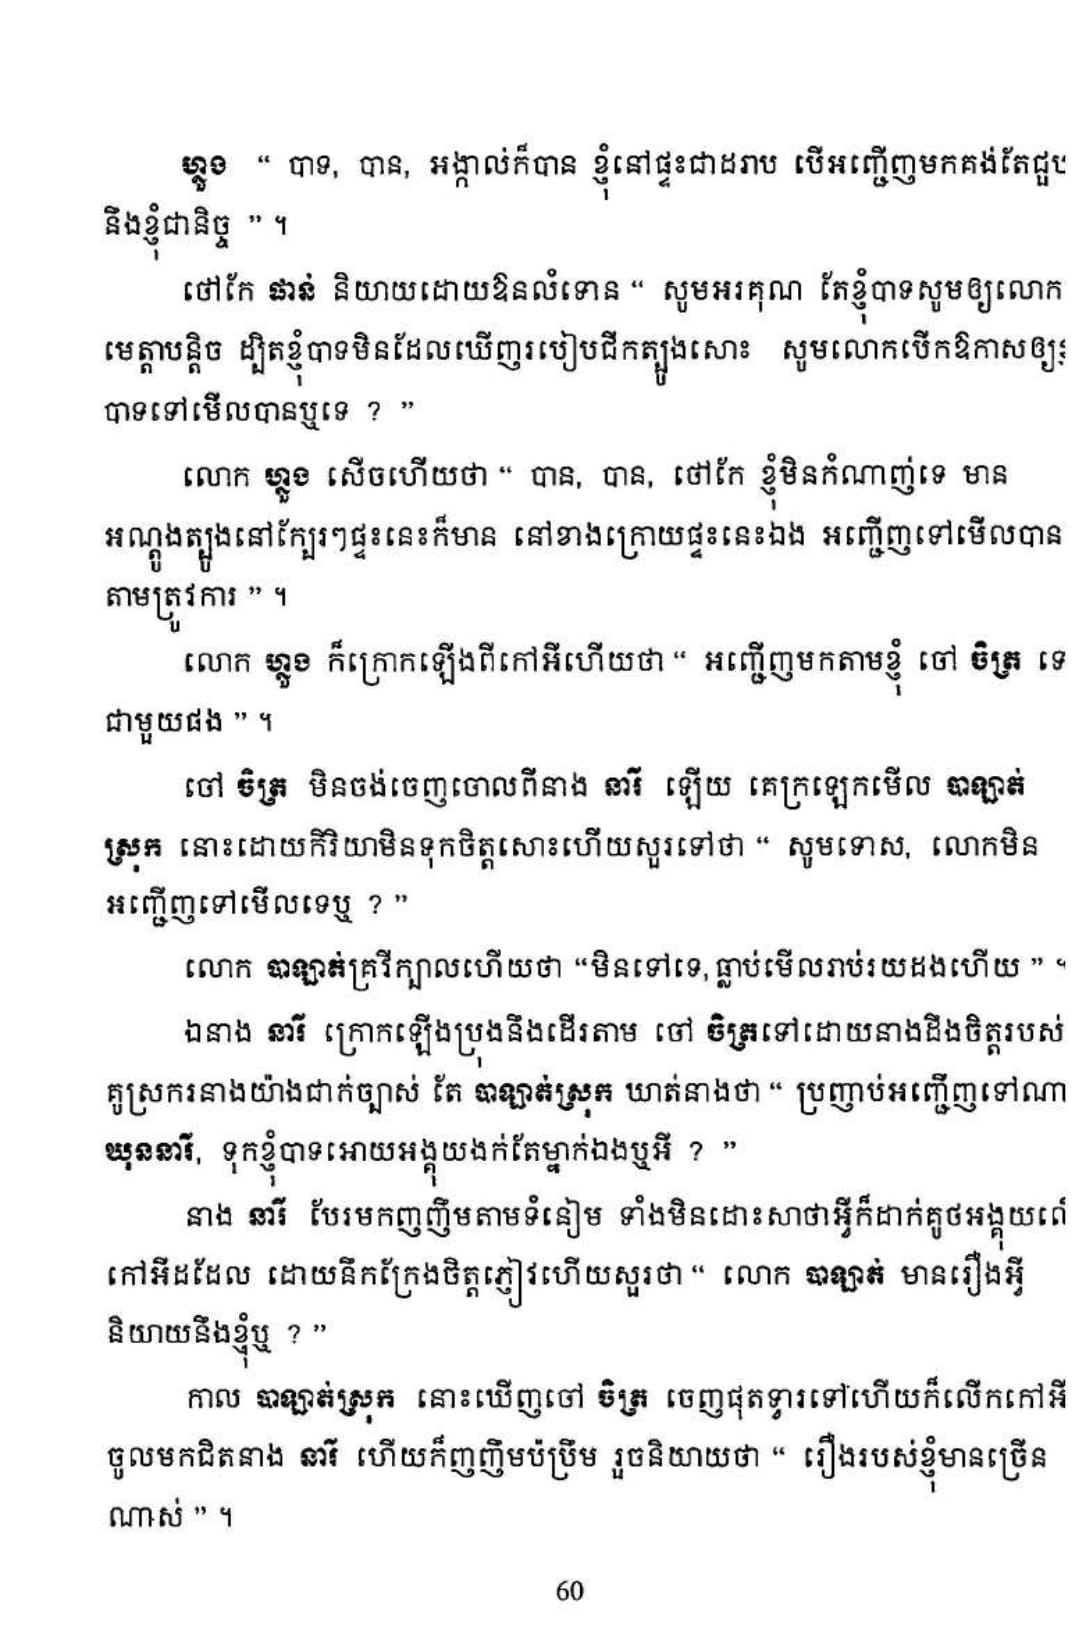 ហ្លួង “ បាទ, បាន, អង្កាល់ក៏បាន ខ្ញុំនៅផ្ទះជាដរាប បើអញ្ជើញមកគង់តែជួប
នឹងខ្ញុំជានិច្ច ” ។
ថៅកែ ផាន់ និយាយដោយឱនលំទោន “ សូមអរគុណ តែខ្ញុំបាទសូមឲ្យលោក
មេត្តាបន្តិច ដ្បិតខ្ញុំបាទមិនដែលឃើញរបៀបជីកត្បូងសោះ សូមលោកបើកឱកាសឲ្យ
បាទទៅមើលបានឬទេ ? ”
លោក ហ្លួង សើចហើយថា “ បាន, បាន, ថៅកែ ខ្ញុំមិនកំណាញ់ទេ មាន
អណ្តូងត្បូងនៅក្បែរៗផ្ទះនេះក៏មាន នៅខាងក្រោយផ្ទះនេះឯង អញ្ជើញទៅមើលបាន
តាមត្រូវការ ” ។
លោក ហ្លួង ក៏ក្រោកឡើងពីកៅអីហើយថា “ អញ្ជើញមកតាមខ្ញុំ ចៅ ចិត្រ ទៅ
ជាមួយផង ” ។
ចៅ ចិត្រ មិនចង់ចេញចោលពីនាង នារី ឡើយ គេក្រឡេកមើល បាឡាត់
ស្រុក នោះដោយកិរិយាមិនទុកចិត្តសោះហើយសួរទៅថា “ សូមទោស, លោកមិន
អញ្ជើញទៅមើលទេឬ ? ”
លោក បាឡាត់គ្រវីក្បាលហើយថា “មិនទៅទេ, ធ្លាប់មើលរាប់រយដងហើយ ” ។
ឯនាង នារី ក្រោកឡើងប្រុងនឹងដើរតាម ចៅ ចិត្រទៅដោយនាងដឹងចិត្តរបស់
គូស្រករនាងយ៉ាងជាក់ច្បាស់ តែ បាឡាត់ស្រុក ឃាត់នាងថា “ ប្រញាប់អញ្ជើញទៅណា
ឃុននារី, ទុកខ្ញុំបាទអោយអង្គុយងក់តែម្នាក់ឯងឬអី ? ”
នាង នារី បែរមកញញឹមតាមទំនៀម ទាំងមិនដោះសាថាអ្វីក៏ដាក់គូថអង្គុយលើ
កៅអីដដែល ដោយនឹកក្រែងចិត្តភ្ញៀវហើយសួរថា “ លោក បាឡាត់ មានរឿងអ្វី
និយាយនឹងខ្ញុំឬ ? ”
កាល បាឡាត់ស្រុក នោះឃើញចៅ ចិត្រ ចេញផុតទ្វារទៅហើយក៏លើកកៅអី
ចូលមកជិតនាង នារី ហើយក៏ញញឹមប៉ប្រឹម រួចនិយាយថា “ រឿងរបស់ខ្ញុំមានច្រើន
ណាស់ ” ។
60